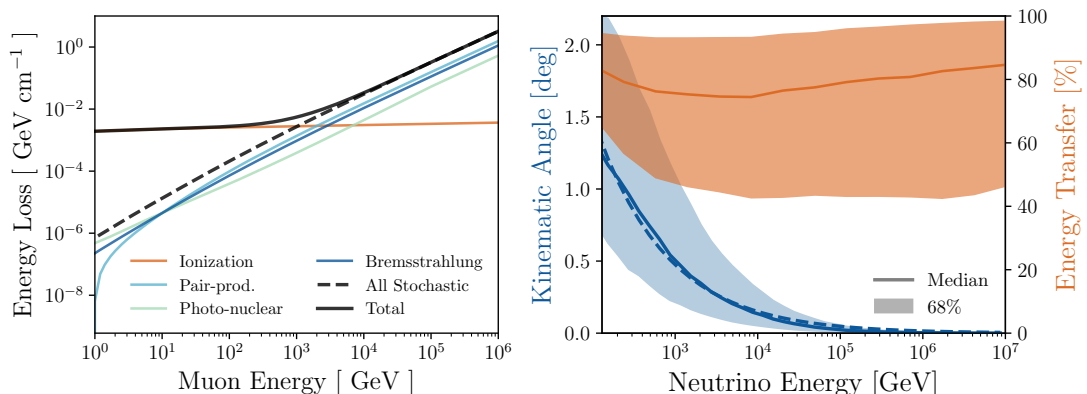 Energy Loss [ GeV cm⁻¹ ]
10⁰
10⁻²
10⁻⁴
10⁻⁶
10⁻⁸
Ionization
Pair-prod.
Photo-nuclear
Bremsstrahlung
All Stochastic
Total
10⁰ 10¹ 10² 10³ 10⁴ 10⁵ 10⁶
Muon Energy [ GeV]
Kinematic Angle [deg]
2.0
1.5
1.0
0.5
0.0
Median
68%
10³ 10⁴ 10⁵ 10⁶ 10⁷
Neutrino Energy [GeV]
100
80
60
40
20
0
Energy Transfer [%]